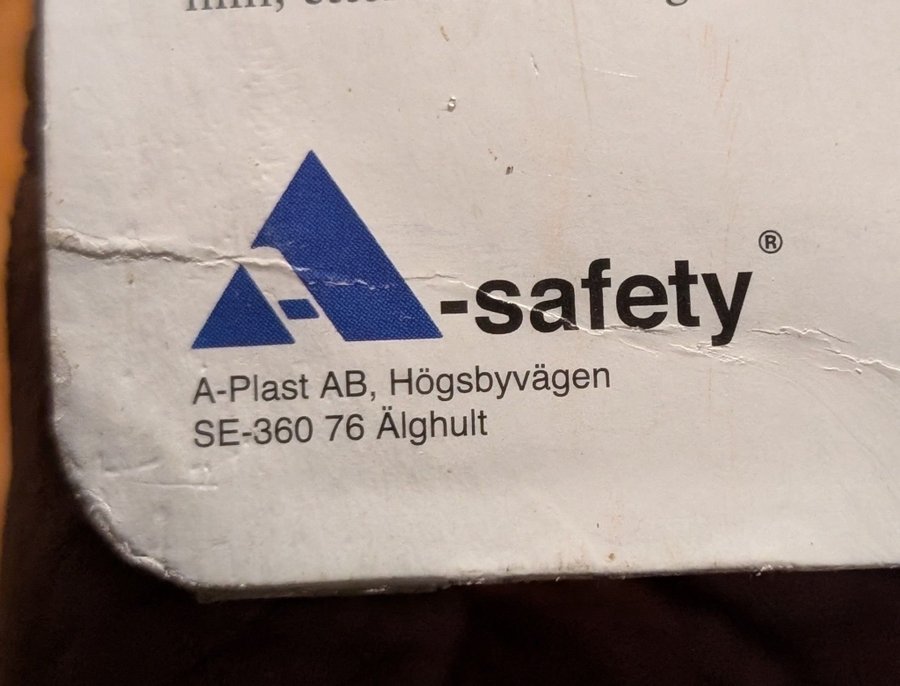 A-safety®
A-Plast AB, Högsbyvägen
SE-360 76 Älghult